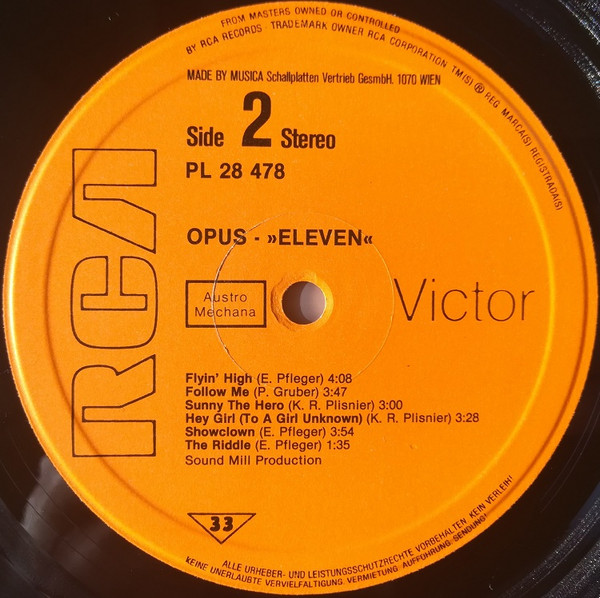 FROM MASTERS OWNED OR CONTROLLED
BY RCA RECORDS TRADEMARK OWNER RCA CORPORATION TM(S) ® REG. MARCA(S) REGISTRADA(S)
MADE BY MUSICA Schallplatten Vertrieb GesmbH. 1070 WIEN
Side 2 Stereo
PL 28 478
RCA
OPUS - »ELEVEN«
Austro
Mechana
Victor
Flyin' High (E. Pfleger) 4:08
Follow Me (P. Gruber) 3:47
Sunny The Hero (K. R. Plisnier) 3:00
Hey Girl (To A Girl Unknown) (K. R. Plisnier) 3:28
Showclown (E. Pfleger) 3:54
The Riddle (E. Pfleger) 1:35
Sound Mill Production
33
ALLE URHEBER- UND LEISTUNGSSCHUTZRECHTE VORBEHALTEN. KEIN VERLEIH!
KEINE UNERLAUBTE VERVIELFÄLTIGUNG, VERMIETUNG, AUFFÜHRUNG, SENDUNG!